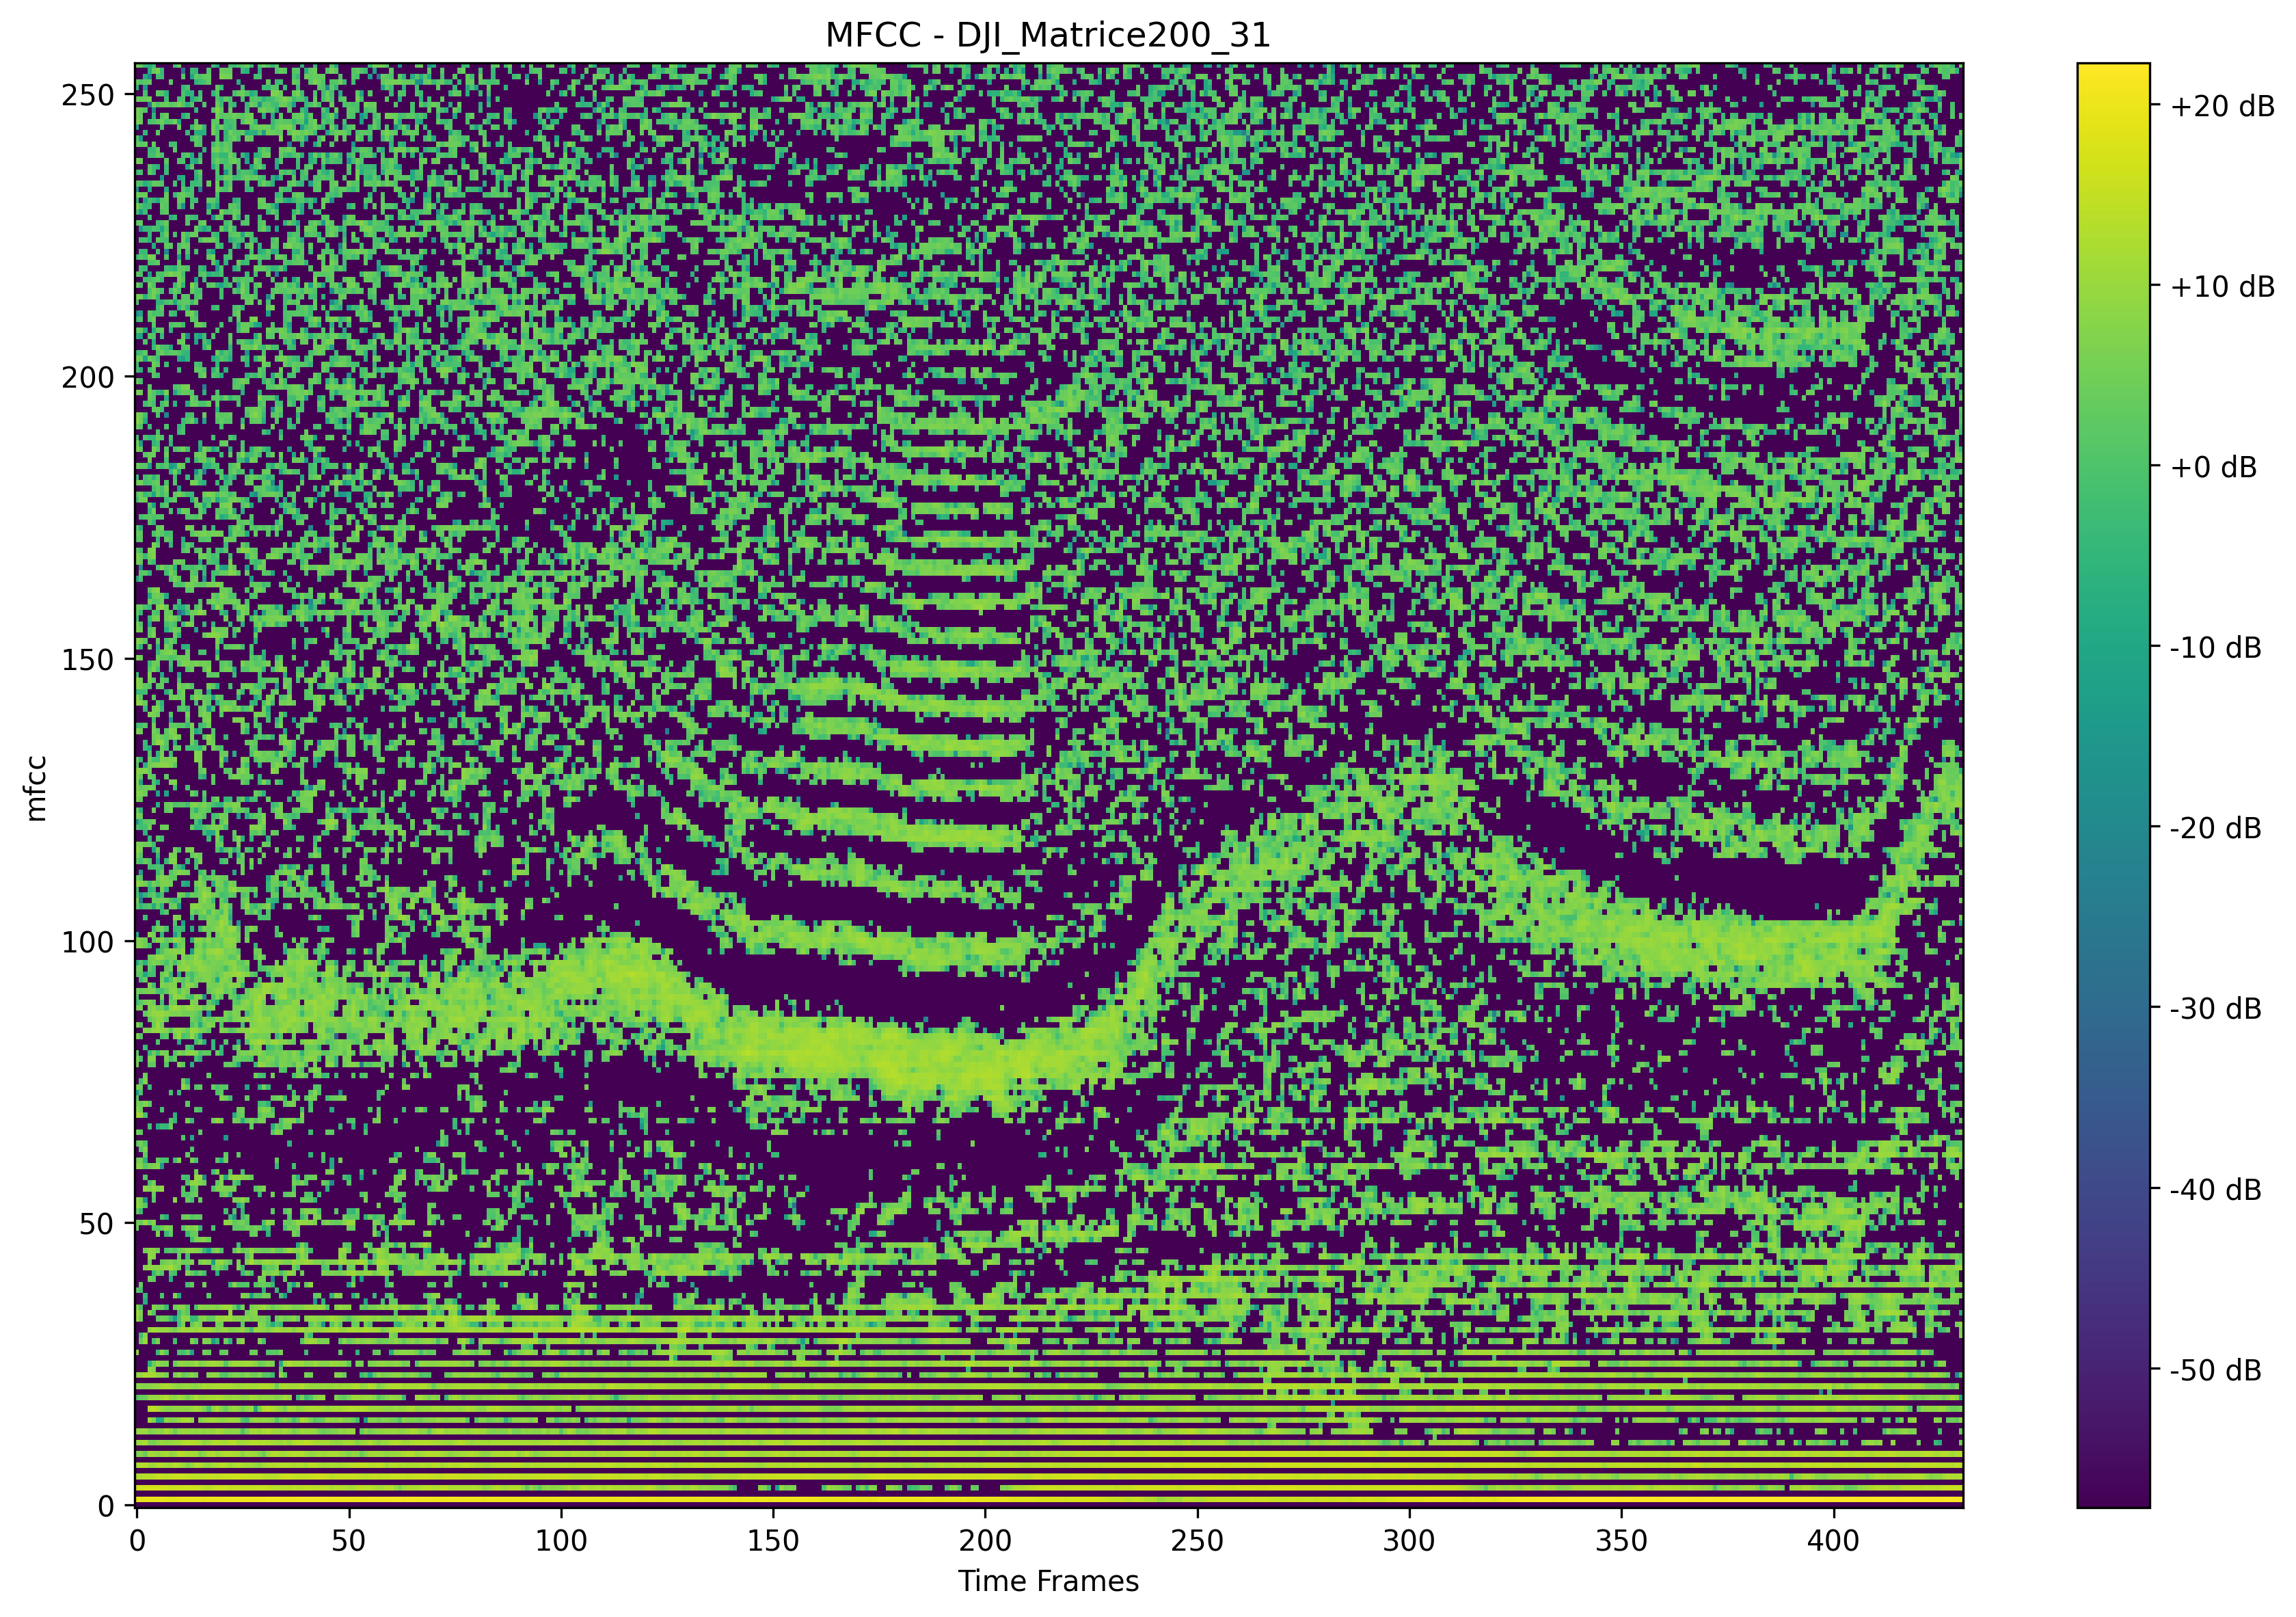 MFCC - DJI_Matrice200_31
250
200
150
100
50
0
mfcc
0 50 100 150 200 250 300 350 400
Time Frames
+20 dB
+10 dB
+0 dB
-10 dB
-20 dB
-30 dB
-40 dB
-50 dB